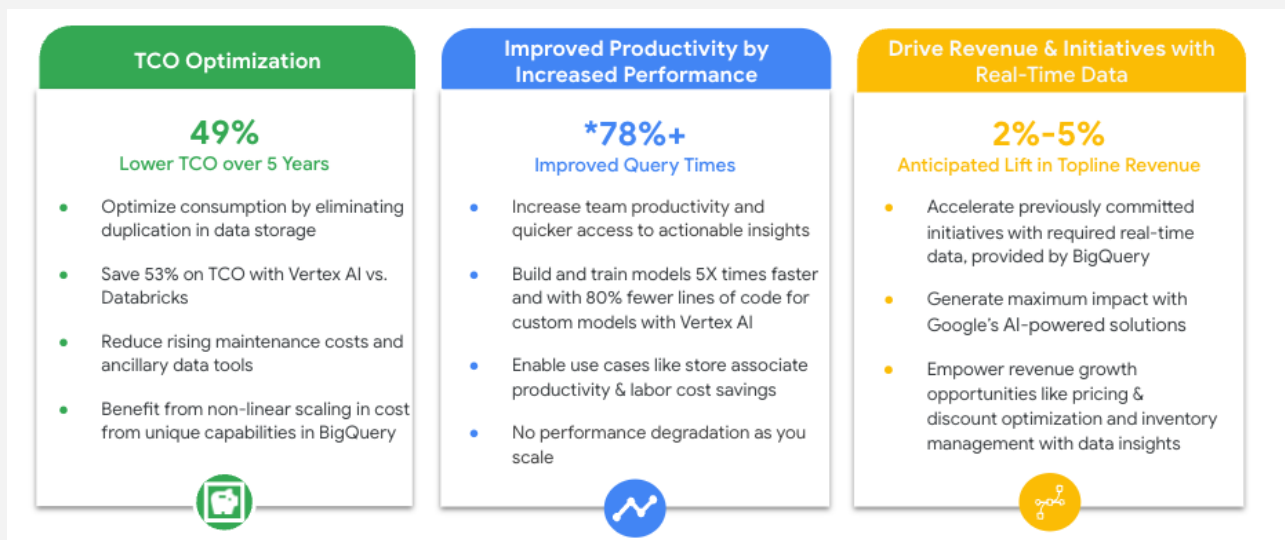 TCO Optimization
49%
Lower TCO over 5 Years
Optimize consumption by eliminating
duplication in data storage
Save 53% on TCO with Vertex AI vs.
Databricks
Reduce rising maintenance costs and
ancillary data tools
Benefit from non-linear scaling in cost
from unique capabilities in BigQuery
Improved Productivity by
Increased Performance
*78%+
Improved Query Times
Increase team productivity and
quicker access to actionable insights
Build and train models 5X times faster
and with 80% fewer lines of code for
custom models with Vertex AI
Enable use cases like store associate
productivity & labor cost savings
No performance degradation as you
scale
Drive Revenue & Initiatives with
Real-Time Data
2%-5%
Anticipated Lift in Topline Revenue
Accelerate previously committed
initiatives with required real-time
data, provided by BigQuery
Generate maximum impact with
Google's AI-powered solutions
Empower revenue growth
opportunities like pricing &
discount optimization and inventory
management with data insights